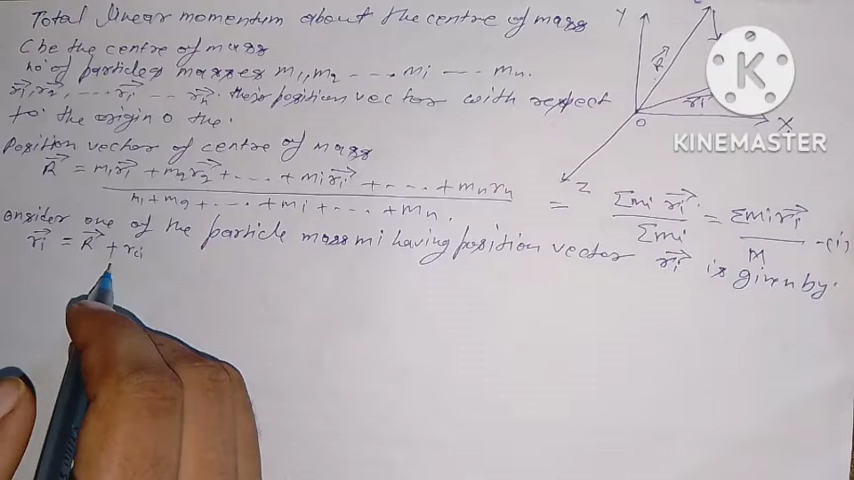 Total linear momentum about the centre of mass
C be the centre of mass
no of particles masses m1, m2 ---- mi ---- mn.
r1, r2, ---- ri -- rn. their position vector with respect
to the origin o the.
Position vector of centre of mass
R = m1r1 + m2r2 + ... + miri + ... + mnrn / m1 + m2 + ... + mi + ... + mn. = Σmi ri / Σmi = Σmiri / M -(i)
onsider one of the particle mass mi having position vector ri is given by.
ri = R + rci
Y
R
ri
O
X
Z
K
KINEMASTER